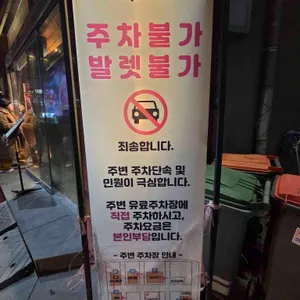 주차불가
발렛불가
죄송합니다.
주변 주차단속 및
민원이 극심합니다.
주변 유료주차장에
직접 주차하시고,
주차요금은
본인부담입니다.
- 주변 주차장 안내 -